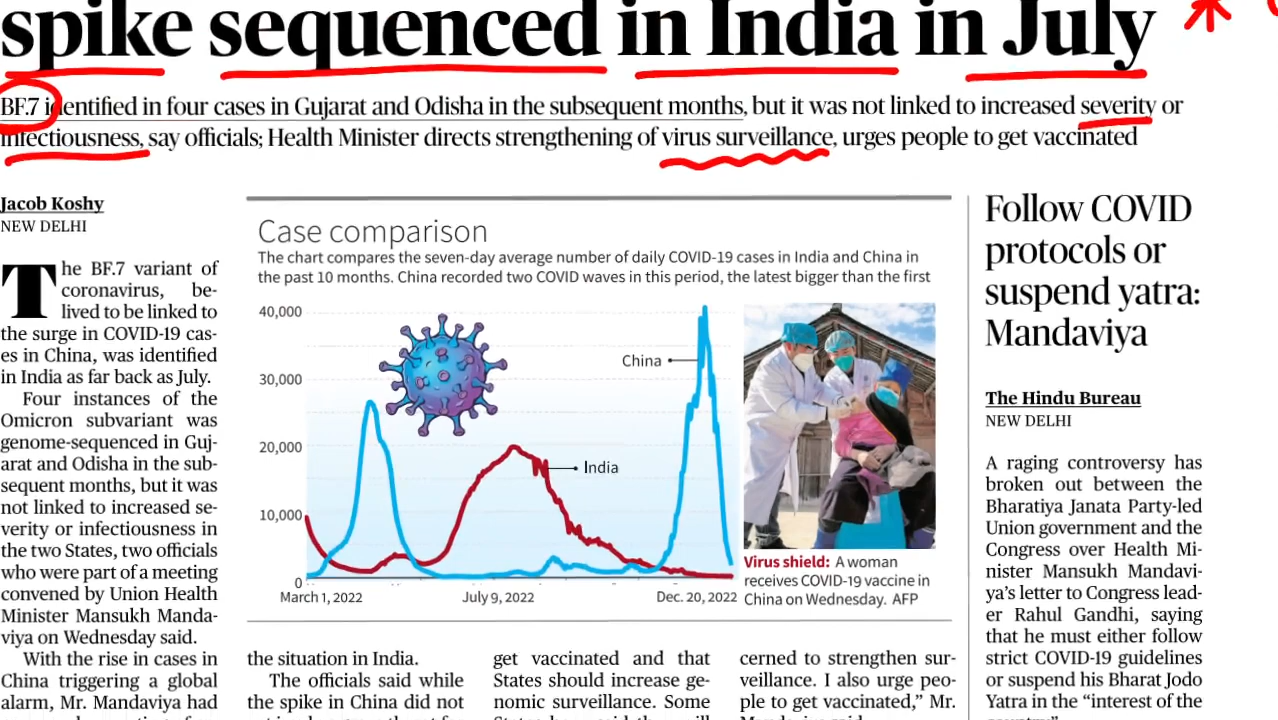 spike sequenced in India in July
BF.7 identified in four cases in Gujarat and Odisha in the subsequent months, but it was not linked to increased severity or
infectiousness, say officials; Health Minister directs strengthening of virus surveillance, urges people to get vaccinated
Jacob Koshy
NEW DELHI
The BF.7 variant of
coronavirus, be-
lived to be linked to
the surge in COVID-19 cas-
es in China, was identified
in India as far back as July.
Four instances of the
Omicron subvariant was
genome-sequenced in Guj-
arat and Odisha in the sub-
sequent months, but it was
not linked to increased se-
verity or infectiousness in
the two States, two officials
who were part of a meeting
convened by Union Health
Minister Mansukh Manda-
viya on Wednesday said.
With the rise in cases in
China triggering a global
alarm, Mr. Mandaviya had
Case comparison
The chart compares the seven-day average number of daily COVID-19 cases in India and China in
the past 10 months. China recorded two COVID waves in this period, the latest bigger than the first
40,000
30,000
20,000
10,000
0
China
India
March 1, 2022
July 9, 2022
Dec. 20, 2022
Virus shield: A woman
receives COVID-19 vaccine in
China on Wednesday. AFP
the situation in India.
The officials said while
the spike in China did not
get vaccinated and that
States should increase ge-
nomic surveillance. Some
cerned to strengthen sur-
veillance. I also urge peo-
ple to get vaccinated,” Mr.
Follow COVID
protocols or
suspend yatra:
Mandaviya
The Hindu Bureau
NEW DELHI
A raging controversy has
broken out between the
Bharatiya Janata Party-led
Union government and the
Congress over Health Mi-
nister Mansukh Mandavi-
ya’s letter to Congress lead-
er Rahul Gandhi, saying
that he must either follow
strict COVID-19 guidelines
or suspend his Bharat Jodo
Yatra in the “interest of the